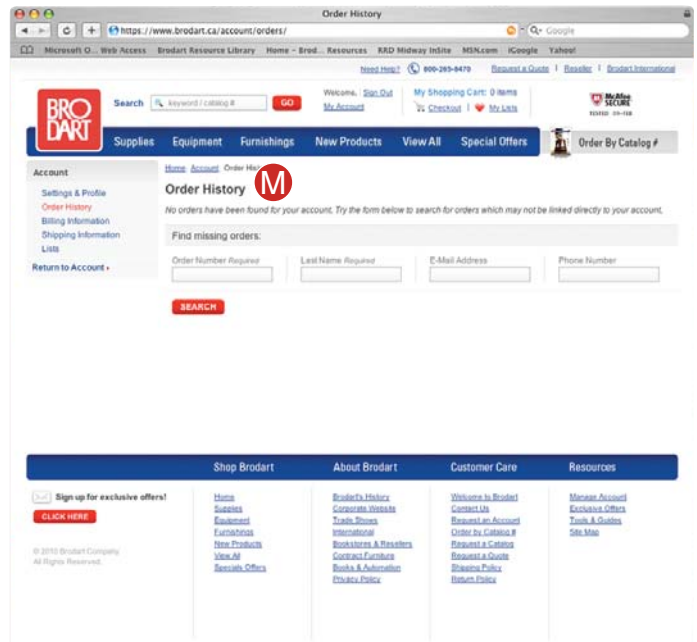 Order History
https://www.brodart.ca/account/orders/
Google
Microsoft O... Web Access Brodart Resource Library Home - Brod... Resources RRD Midway InSite MSN.com iGoogle Yahoo!
Need Help? 800-265-8470 Request a Quote | Reseller | Brodart International
BRO
DART
Search keyword / catalog # GO
Welcome, | Sign Out
My Account
My Shopping Cart: 0 items
Checkout | My Lists
McAfee
SECURE
TESTED
Supplies Equipment Furnishings New Products View All Special Offers Order By Catalog #
Account
Settings & Profile
Order History
Billing Information
Shipping Information
Lists
Return to Account
Home Account Order His
Order History
M
No orders have been found for your account. Try the form below to search for orders which may not be linked directly to your account.
Find missing orders:
Order Number Required Last Name Required E-Mail Address Phone Number
SEARCH
Shop Brodart About Brodart Customer Care Resources
Sign up for exclusive offers!
CLICK HERE
© 2010 Brodart Company
All Rights Reserved.
Home
Supplies
Equipment
Furnishings
New Products
View All
Specials Offers
Brodart's History
Corporate Website
Trade Shows
International
Bookstores & Resellers
Contract Furniture
Books & Automation
Privacy Policy
Welcome to Brodart
Contact Us
Request an Account
Order by Catalog #
Request a Catalog
Request a Quote
Shipping Policy
Return Policy
Manage Account
Exclusive Offers
Tools & Guides
Site Map